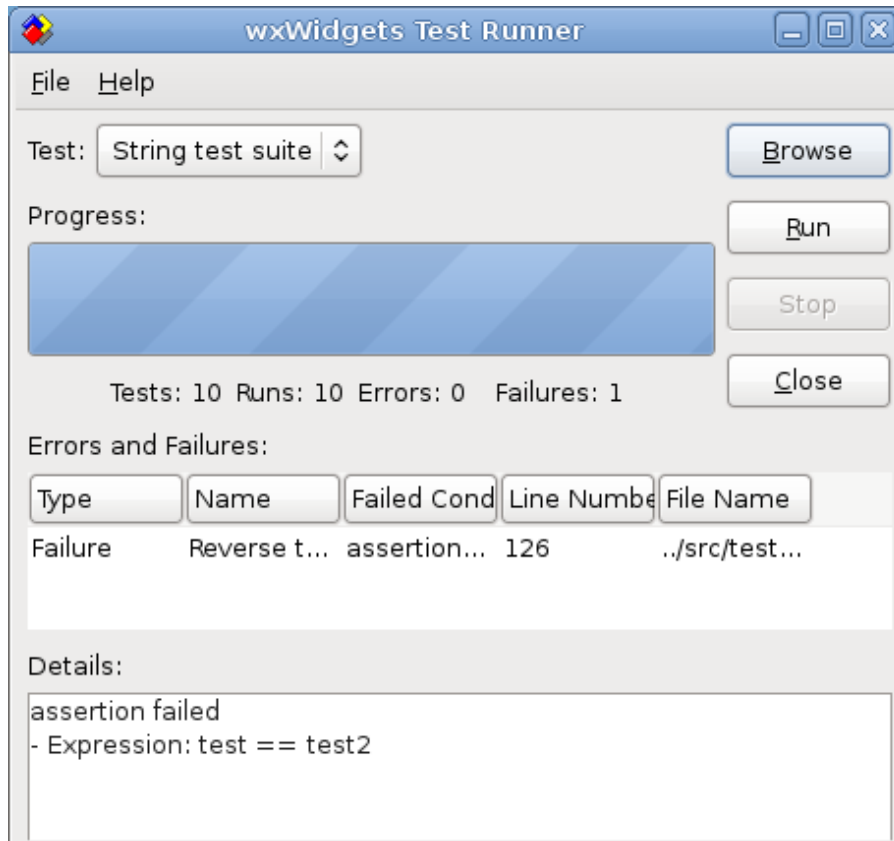 wxWidgets Test Runner
File Help
Test: String test suite Browse
Progress:
Run
Stop
Close
Tests: 10 Runs: 10 Errors: 0 Failures: 1
Errors and Failures:
Type Name Failed Cond Line Numbe File Name
Failure Reverse t... assertion... 126 ../src/test...
Details:
assertion failed
- Expression: test == test2